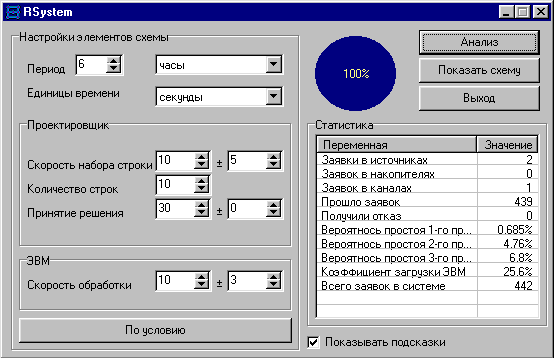 RSystem
Настройки элементов схемы
Период 6 часы
Единицы времени секунды
Проектировщик
Скорость набора строки 10 ± 5
Количество строк 10
Принятие решения 30 ± 0
ЭВМ
Скорость обработки 10 ± 3
По условию
100%
Анализ
Показать схему
Выход
Статистика
Переменная Значение
Заявки в источниках 2
Заявок в накопителях 0
Заявок в каналах 1
Прошло заявок 439
Получили отказ 0
Вероятнось простоя 1-го пр... 0.685%
Вероятнось простоя 2-го пр... 4.76%
Вероятнось простоя 3-го пр... 6.8%
Коэффициент загрузки ЭВМ 25.6%
Всего заявок в системе 442
Показывать подсказки